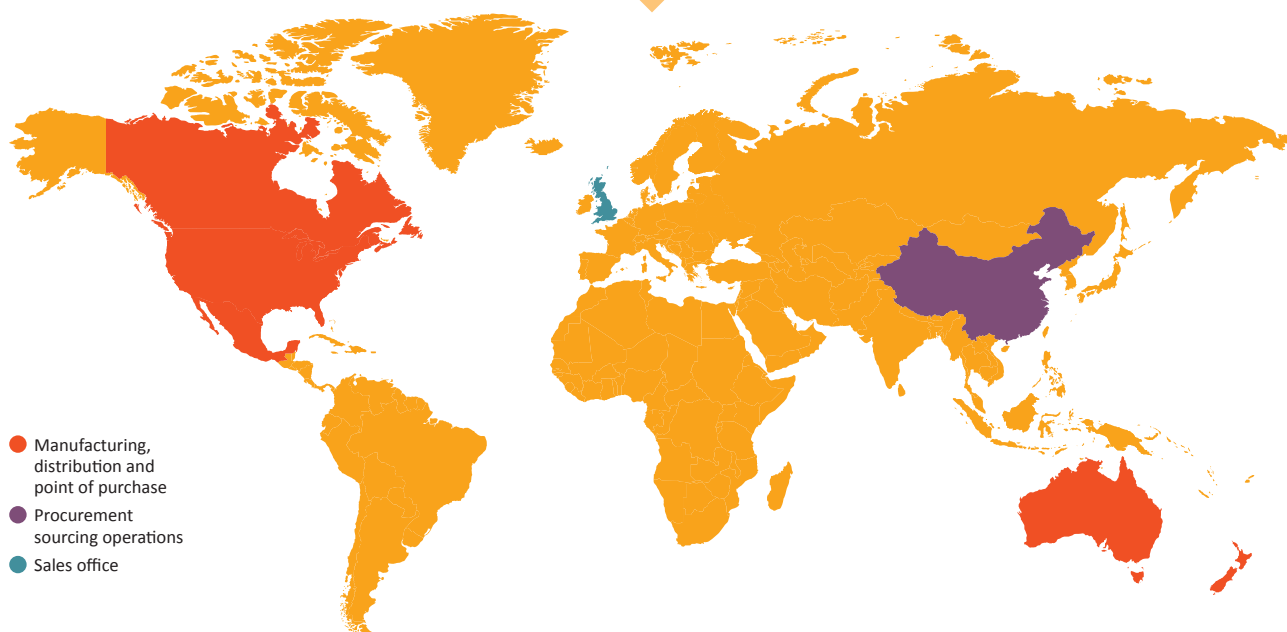 Manufacturing,
distribution and
point of purchase
Procurement
sourcing operations
Sales office